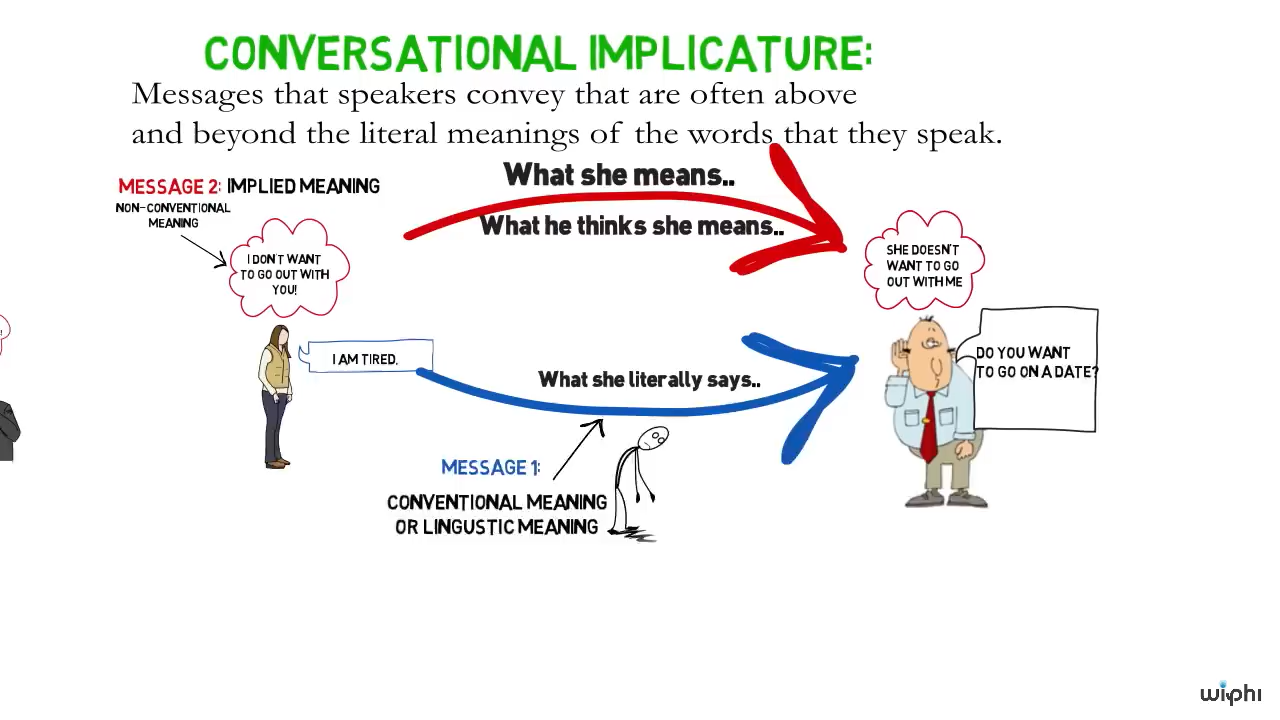 CONVERSATIONAL IMPLICATURE:
Messages that speakers convey that are often above
and beyond the literal meanings of the words that they speak.
What she means..
MESSAGE 2: IMPLIED MEANING
NON-CONVENTIONAL
MEANING
What he thinks she means..
I DON'T WANT
TO GO OUT WITH
YOU!
SHE DOESN'T
WANT TO GO
OUT WITH ME
I AM TIRED.
DO YOU WANT
TO GO ON A DATE?
What she literally says..
MESSAGE 1:
CONVENTIONAL MEANING
OR LINGUSTIC MEANING
wiphi